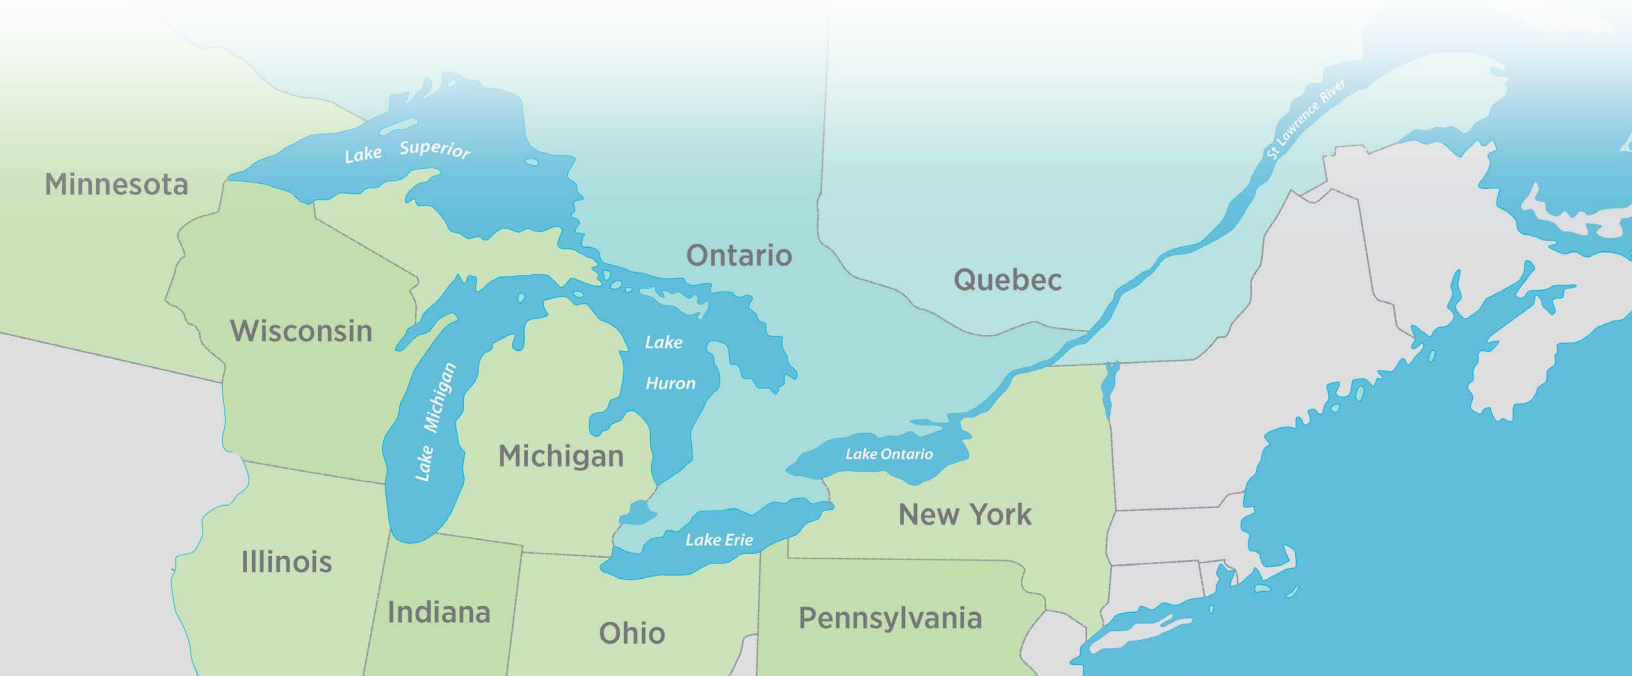 St Lawrence River
Lake Superior
Minnesota
Ontario
Quebec
Wisconsin
Lake
Huron
Lake Michigan
Michigan
Lake Ontario
New York
Lake Erie
Illinois
Indiana
Ohio
Pennsylvania